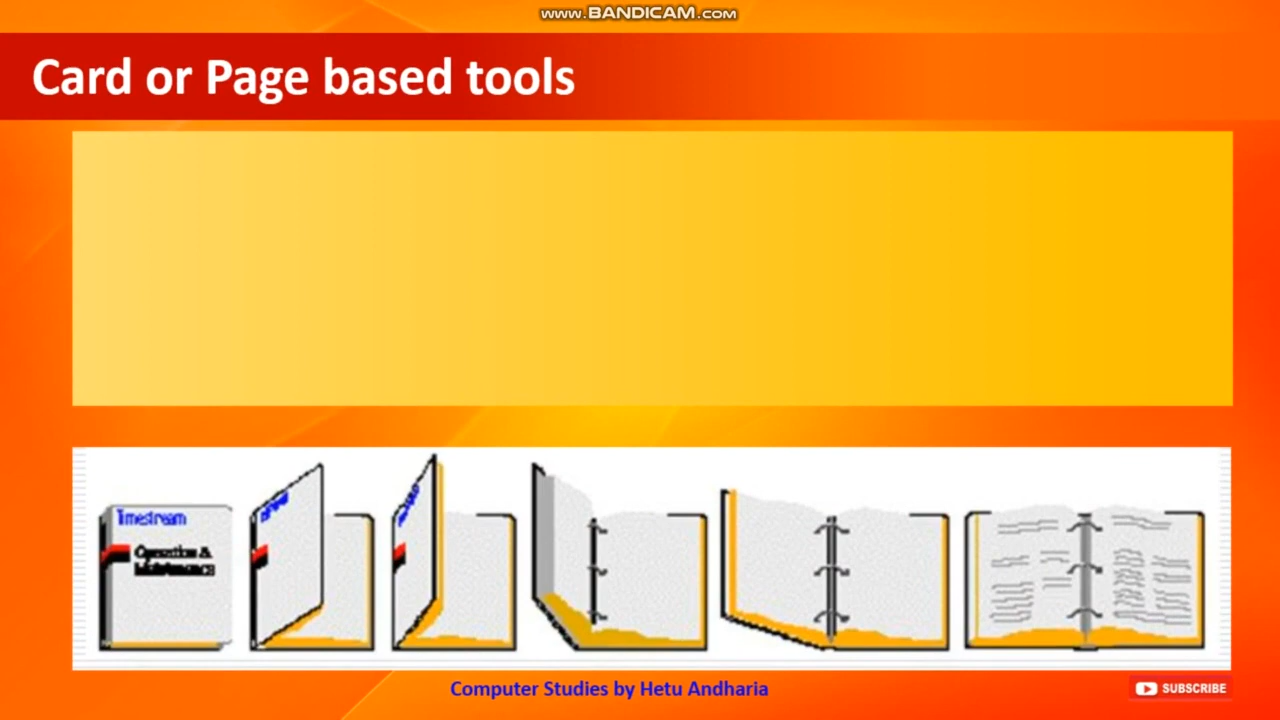 www.BANDICAM.com
Card or Page based tools
Timestream
Operation &
Maintenance
Computer Studies by Hetu Andharia
SUBSCRIBE